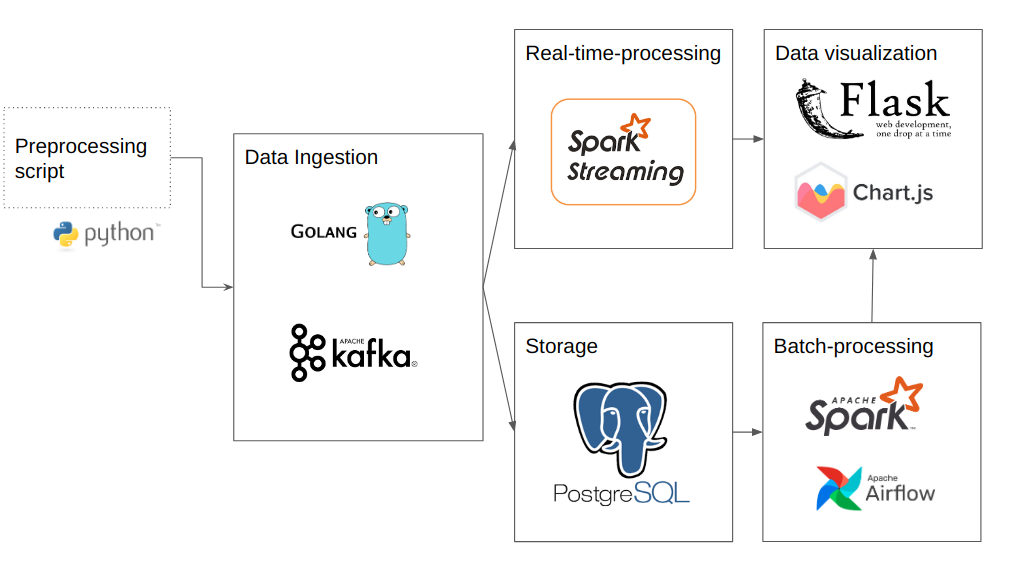 Preprocessing
script
python™
Data Ingestion
GOLANG
APACHE
kafka®
Real-time-processing
Spark
Streaming
Data visualization
Flask
web development,
one drop at a time
Chart.js
Storage
PostgreSQL
Batch-processing
APACHE
Spark™
Apache
Airflow